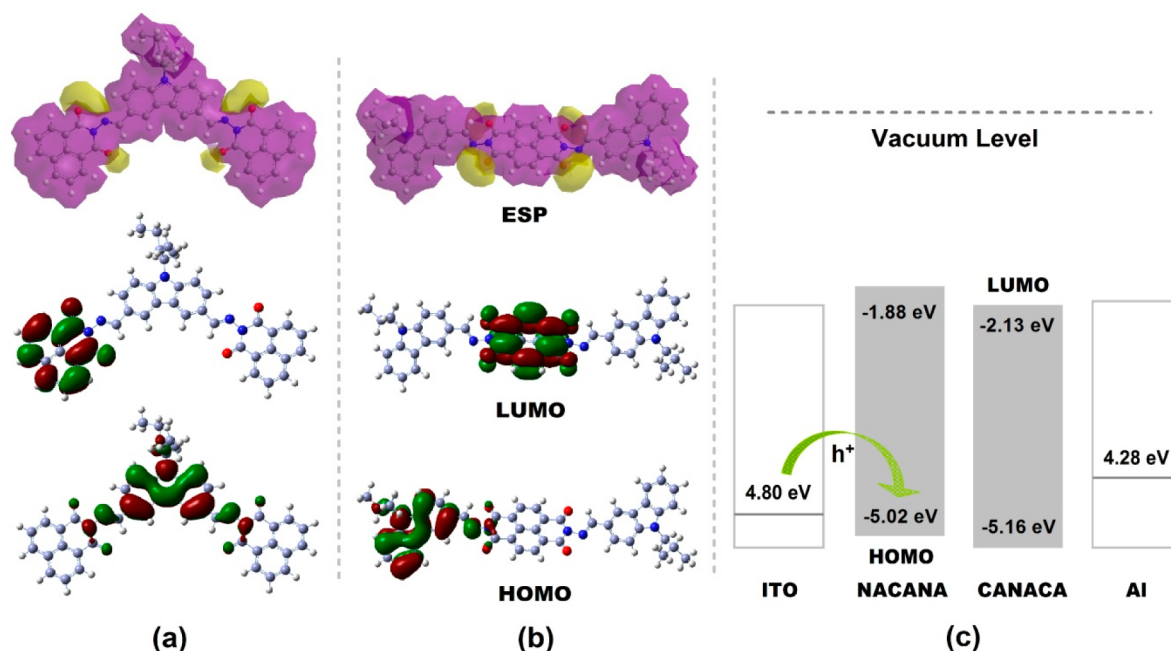 ESP
LUMO
HOMO
Vacuum Level
LUMO
-1.88 eV
-2.13 eV
h+
4.80 eV
4.28 eV
-5.02 eV
-5.16 eV
HOMO
ITO
NACANA
CANACA
Al
(a)
(b)
(c)